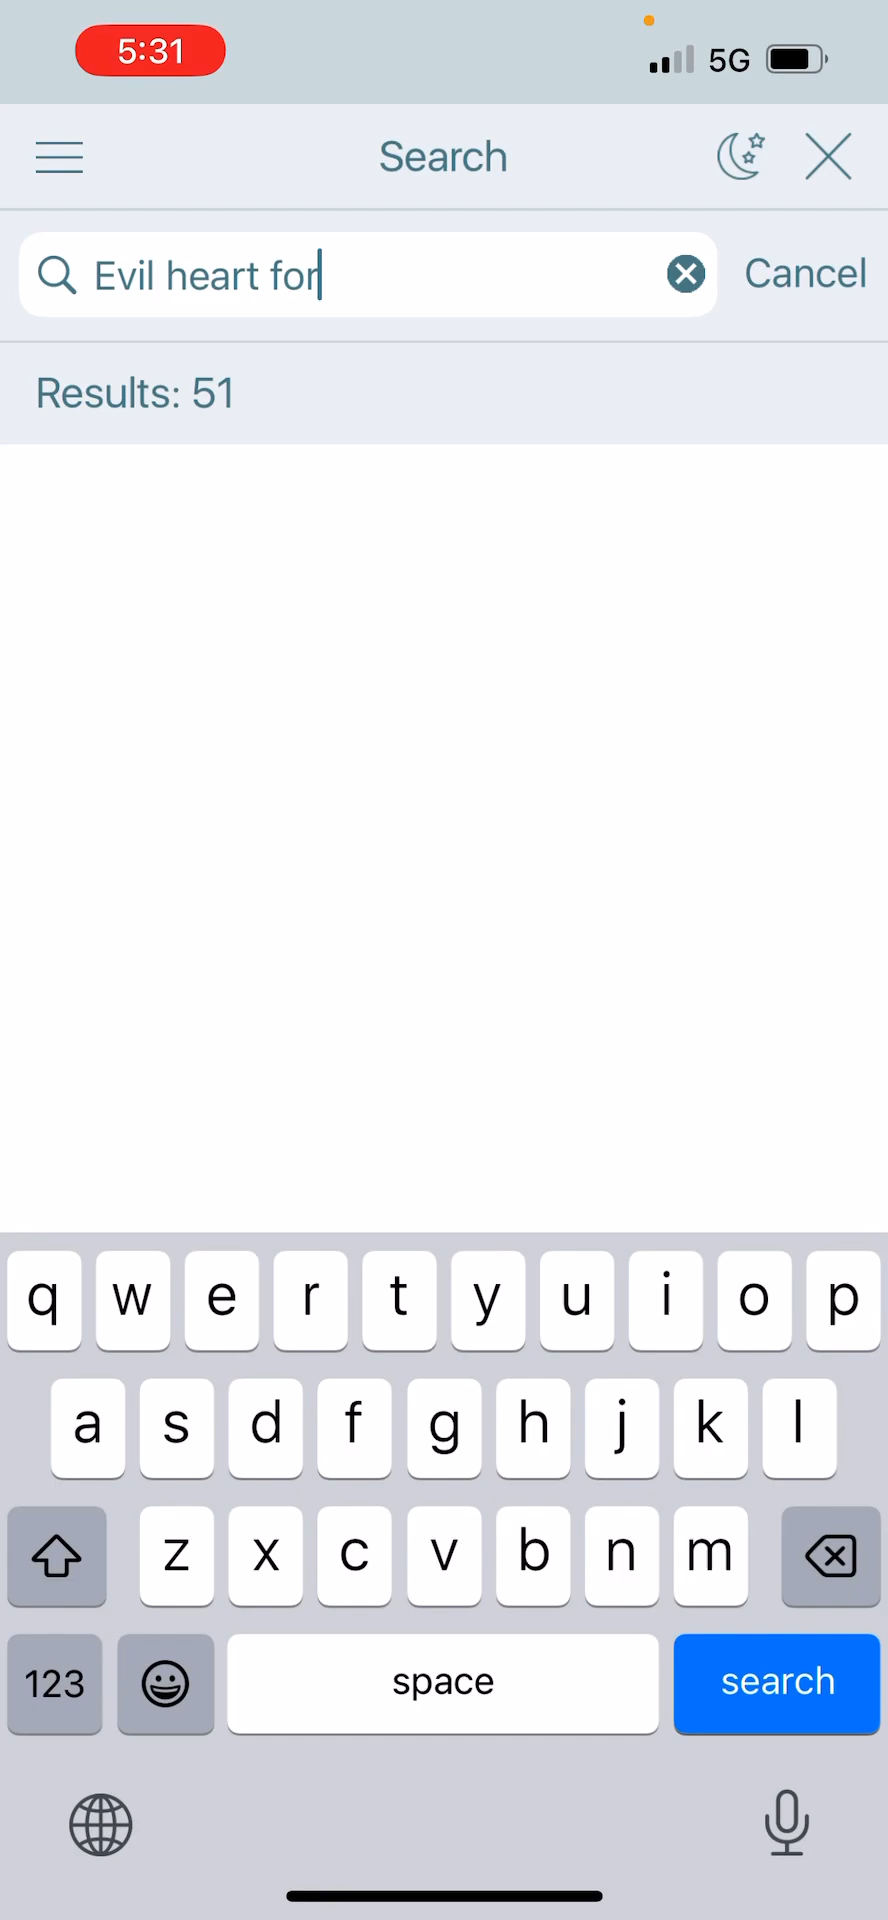 5:31
5G
Search
Evil heart for
Cancel
Results: 51
q w e r t y u i o p
a s d f g h j k l
z x c v b n m
123 space search